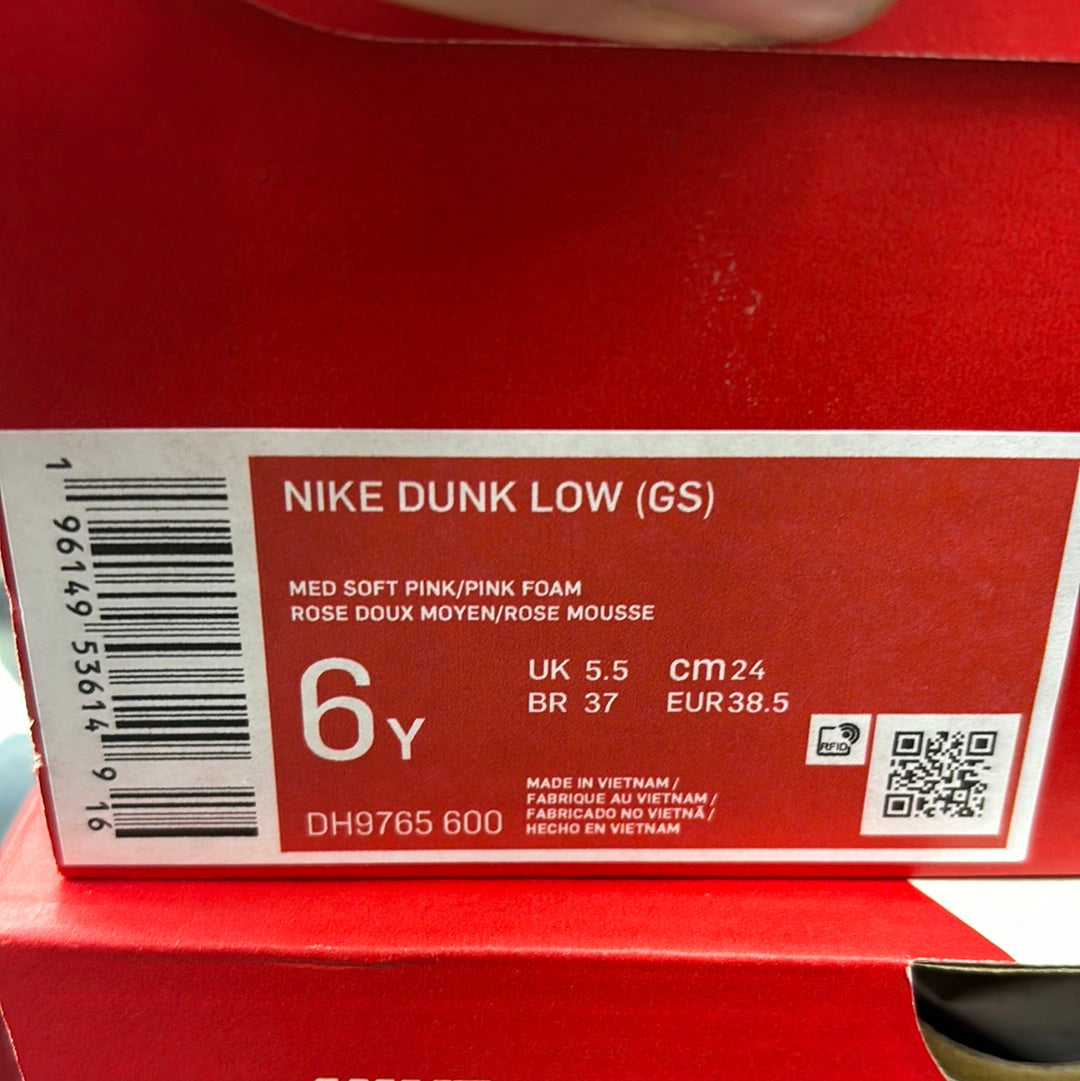 NIKE DUNK LOW (GS)
MED SOFT PINK/PINK FOAM
ROSE DOUX MOYEN/ROSE MOUSSE
6Y
UK 5.5 cm 24
BR 37 EUR 38.5
DH9765 600
MADE IN VIETNAM /
FABRIQUE AU VIETNAM /
FABRICADO NO VIETNÃ /
HECHO EN VIETNAM
RFID
1 96149 53614 9 16